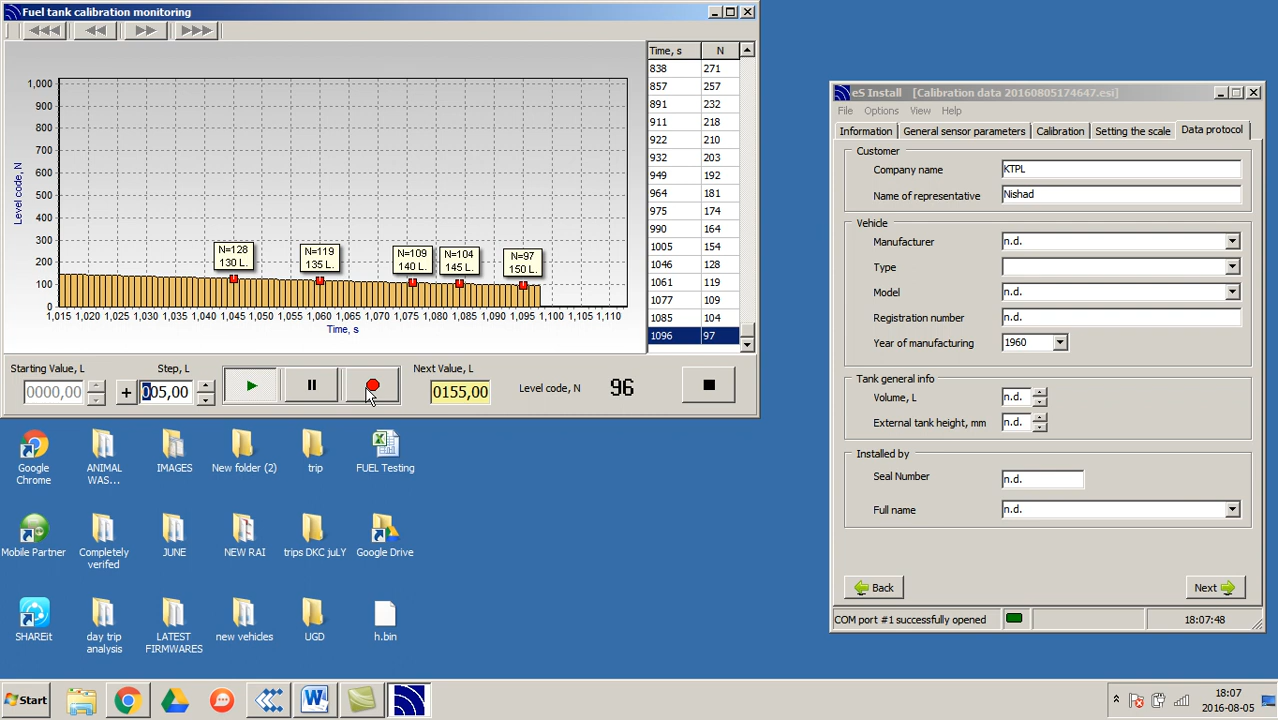 Fuel tank calibration monitoring
Time, s N
838 271
857 257
891 232
911 218
922 210
932 203
949 192
964 181
975 174
990 164
1005 154
1046 128
1061 119
1077 109
1085 104
1096 97
Level code, N
1,000
900
800
700
600
500
400
300
200
100
0
N=128
130 L.
N=119
135 L.
N=109
140 L.
N=104
145 L.
N=97
150 L.
1,015 1,020 1,025 1,030 1,035 1,040 1,045 1,050 1,055 1,060 1,065 1,070 1,075 1,080 1,085 1,090 1,095 1,100 1,105 1,110
Time, s
Starting Value, L
0000,00
+
Step, L
005,00
Next Value, L
0155,00
Level code, N 96
eS Install [Calibration data 20160805174647.esi]
File Options View Help
Information General sensor parameters Calibration Setting the scale Data protocol
Customer
Company name KTPL
Name of representative Nishad
Vehicle
Manufacturer n.d.
Type
Model n.d.
Registration number n.d.
Year of manufacturing 1960
Tank general info
Volume, L n.d.
External tank height, mm n.d.
Installed by
Seal Number n.d.
Full name n.d.
Back Next
COM port #1 successfully opened 18:07:48
Google Chrome
ANIMAL WAS...
IMAGES
New folder (2)
trip
FUEL Testing
Mobile Partner
Completely verifed
JUNE
NEW RAI
trips DKC juLY
Google Drive
SHAREit
day trip analysis
LATEST FIRMWARES
new vehicles
UGD
h.bin
Start
18:07
2016-08-05